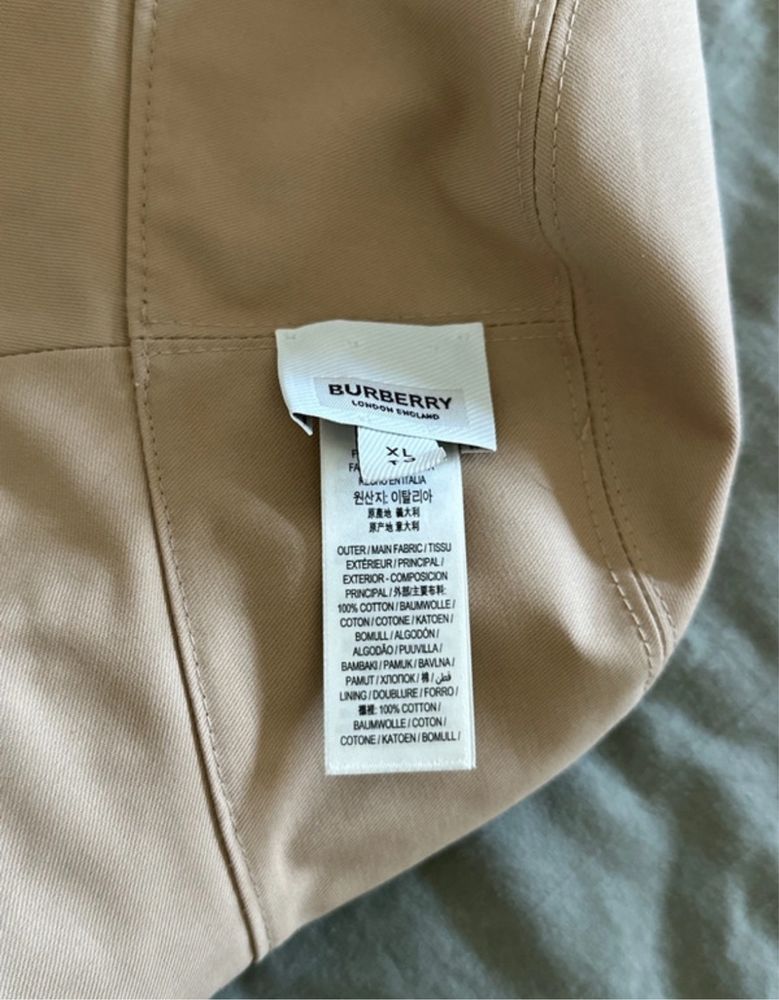 BURBERRY
LONDON ENGLAND
XL
HECHO EN ITALIA
원산지: 이탈리아
原產地 義大利
原产地 意大利
OUTER / MAIN FABRIC / TISSU
EXTÉRIEUR / PRINCIPAL /
EXTERIOR - COMPOSICION
PRINCIPAL / 外部/主要布料:
100% COTTON / BAUMWOLLE /
COTON / COTONE / KATOEN /
BOMULL / ALGODÓN /
ALGODÃO / PUUVILLA /
BAMBAKI / PAMUK / BAVLNA /
PAMUT / ХЛОПОК / 棉 / قطن /
LINING / DOUBLURE / FORRO /
襯裡: 100% COTTON /
BAUMWOLLE / COTON /
COTONE / KATOEN / BOMULL /